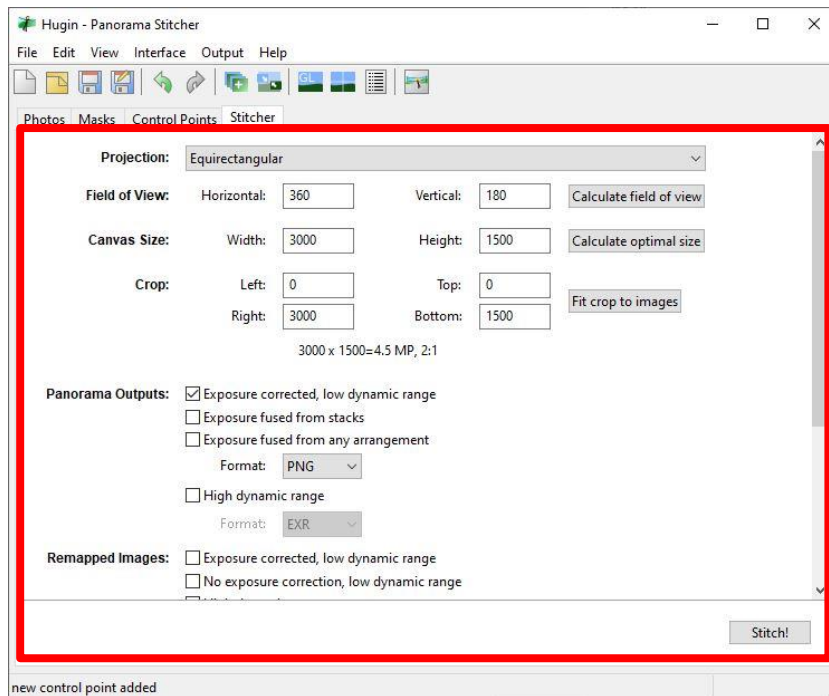 Hugin - Panorama Stitcher
File Edit View Interface Output Help
GL
Photos Masks Control Points Stitcher
Projection: Equirectangular
Field of View: Horizontal: 360 Vertical: 180 Calculate field of view
Canvas Size: Width: 3000 Height: 1500 Calculate optimal size
Crop: Left: 0 Top: 0
Fit crop to images
Right: 3000 Bottom: 1500
3000 x 1500=4.5 MP, 2:1
Panorama Outputs: Exposure corrected, low dynamic range
Exposure fused from stacks
Exposure fused from any arrangement
Format: PNG
High dynamic range
Format: EXR
Remapped Images: Exposure corrected, low dynamic range
No exposure correction, low dynamic range
Stitch!
new control point added